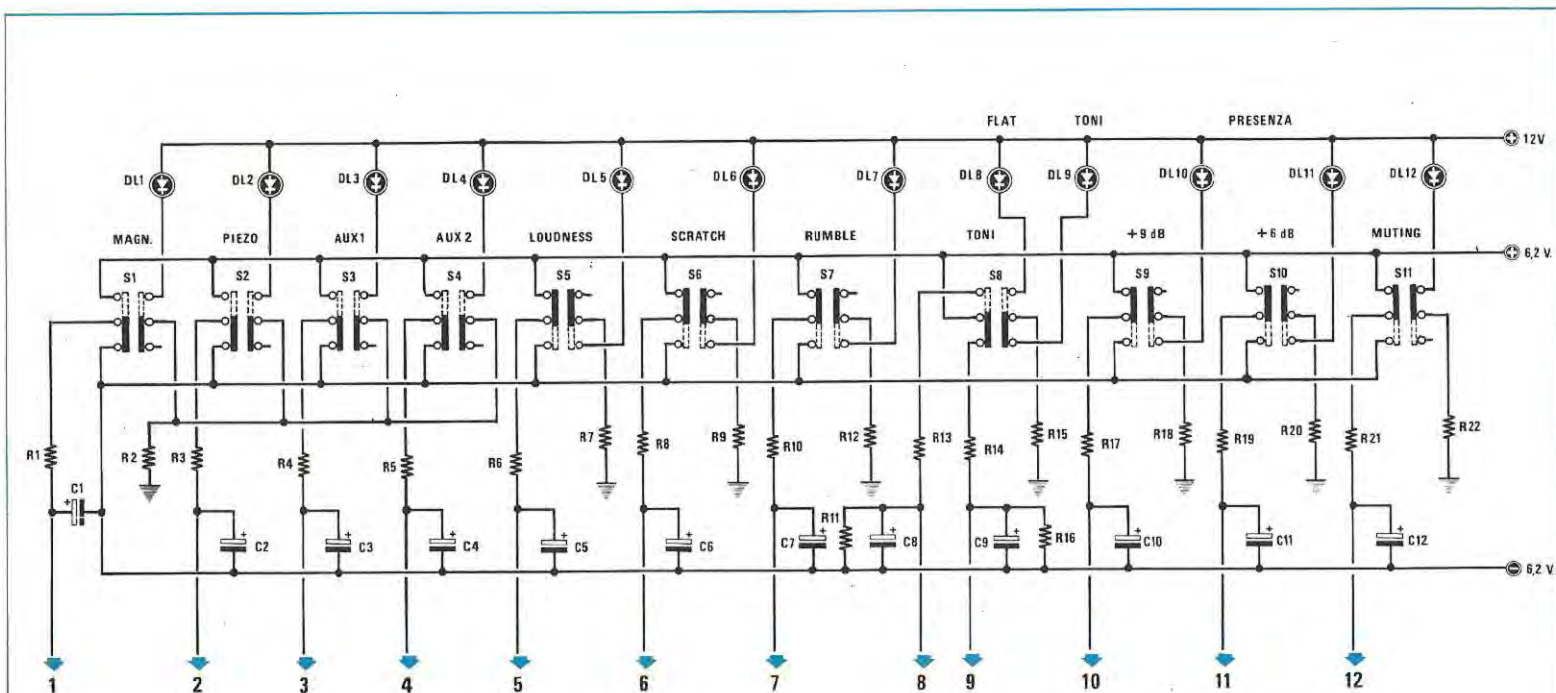 FLAT TONI PRESENZA
12V
DL1 DL2 DL3 DL4 DL5 DL6 DL7 DL8 DL9 DL10 DL11 DL12
MAGN. PIEZO AUX1 AUX 2 LOUDNESS SCRATCH RUMBLE TONI +9 dB +6 dB MUTING
6,2 V.
S1 S2 S3 S4 S5 S6 S7 S8 S9 S10 S11
R1 R2 R3 R4 R5 R6 R7 R8 R9 R10 R12 R13 R14 R15 R17 R18 R19 R20 R21 R22
C1 + C2 + C3 + C4 + C5 + C6 + C7 + R11 C8 + C9 + R16 C10 + C11 + C12 +
6,2 V.
1 2 3 4 5 6 7 8 9 10 11 12